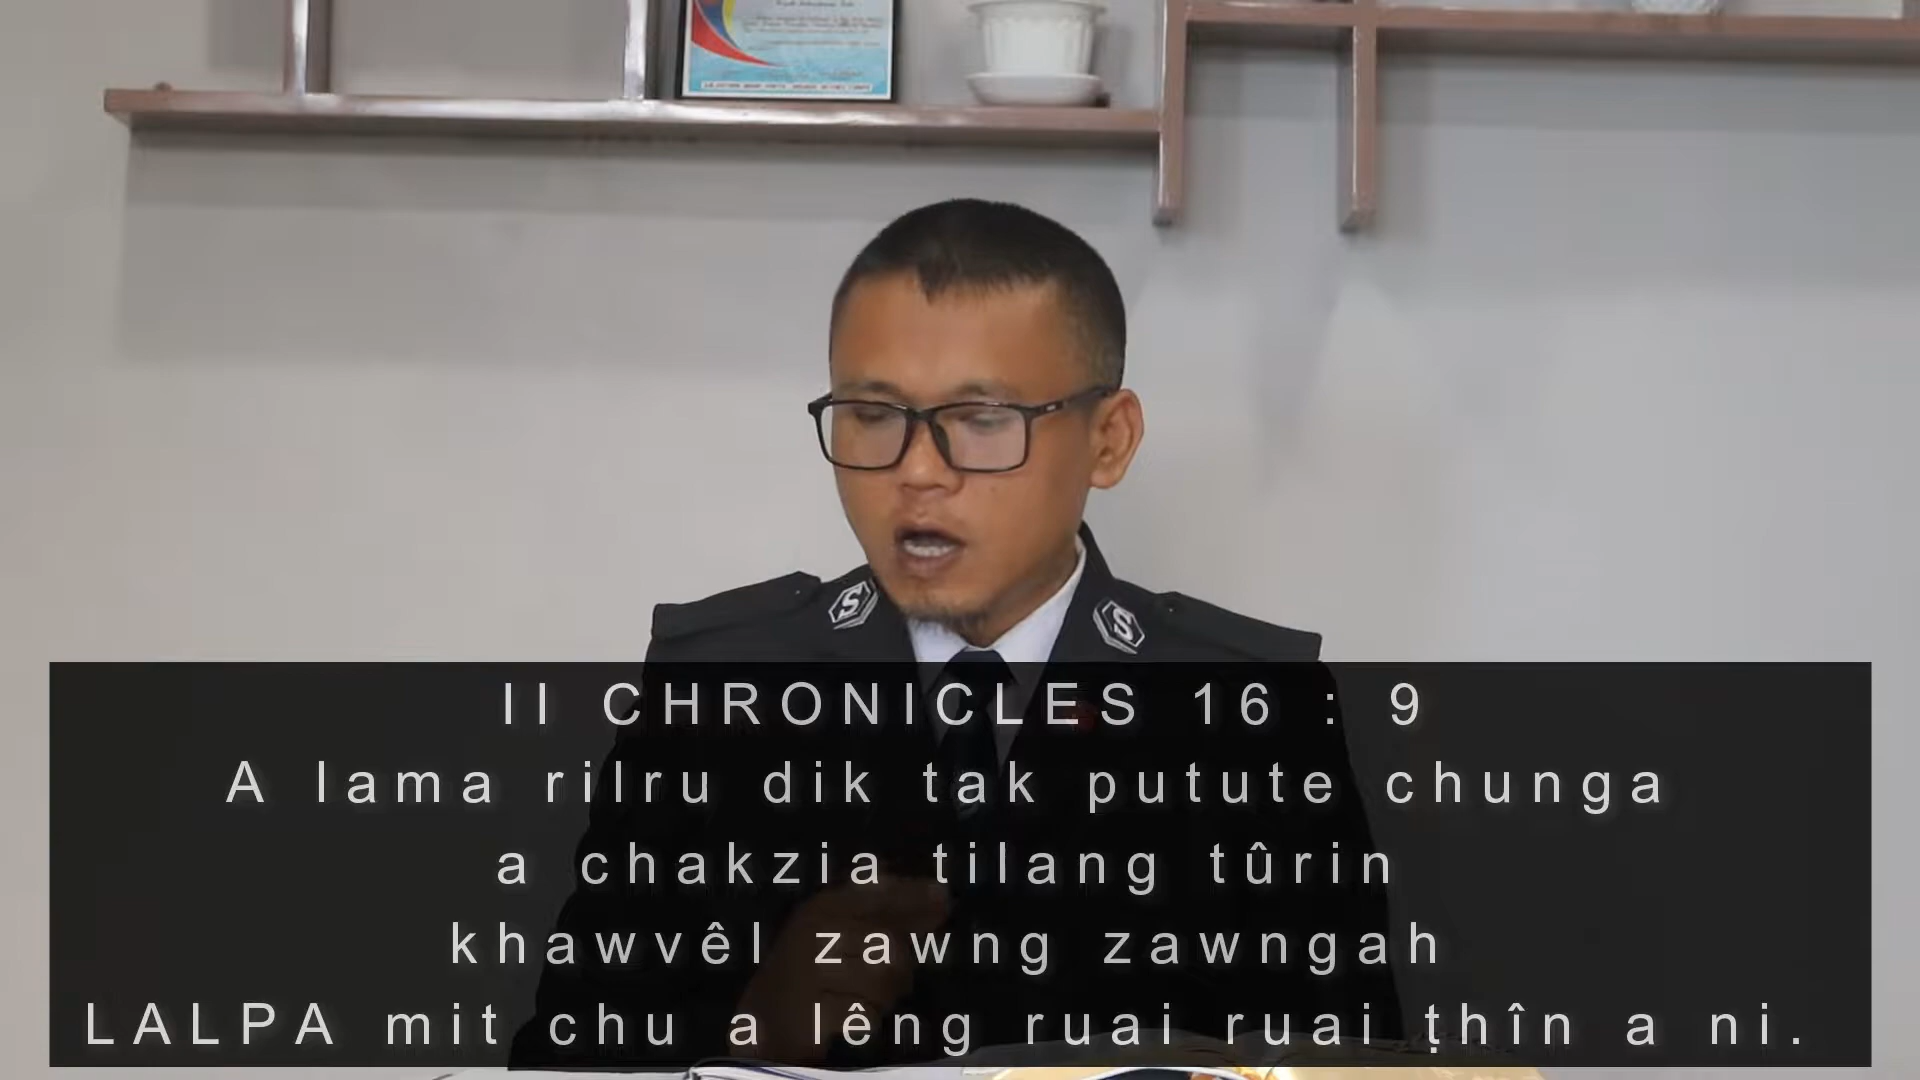 S S
II CHRONICLES 16 : 9
A lama rilru dik tak putute chunga
a chakzia tilang tûrin
khawvêl zawng zawngah
LALPA mit chu a lêng ruai ruai ṭhîn a ni.